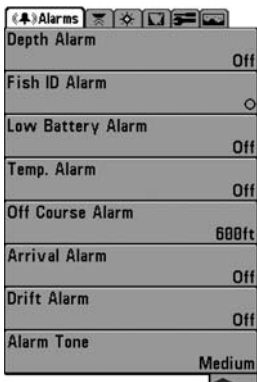 Alarms
Depth Alarm
Off
Fish ID Alarm
Low Battery Alarm
Off
Temp. Alarm
Off
Off Course Alarm
600ft
Arrival Alarm
Off
Drift Alarm
Off
Alarm Tone
Medium